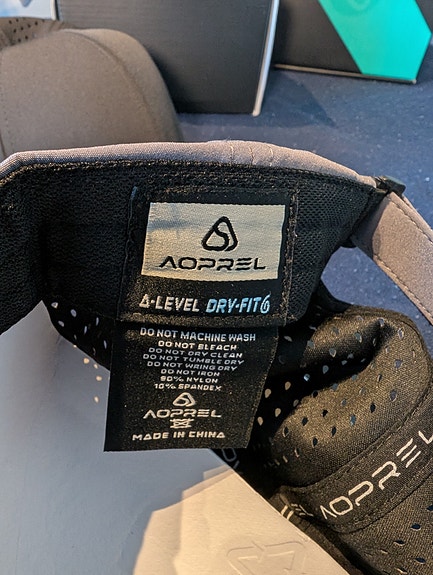 AOPREL
Δ-LEVEL DRY-FIT
DO NOT MACHINE WASH
DO NOT BLEACH
DO NOT DRY CLEAN
DO NOT TUMBLE DRY
DO NOT WRING DRY
DO NOT IRON
90% NYLON
10% SPANDEX
AOPREL
MADE IN CHINA
EL AOPREL